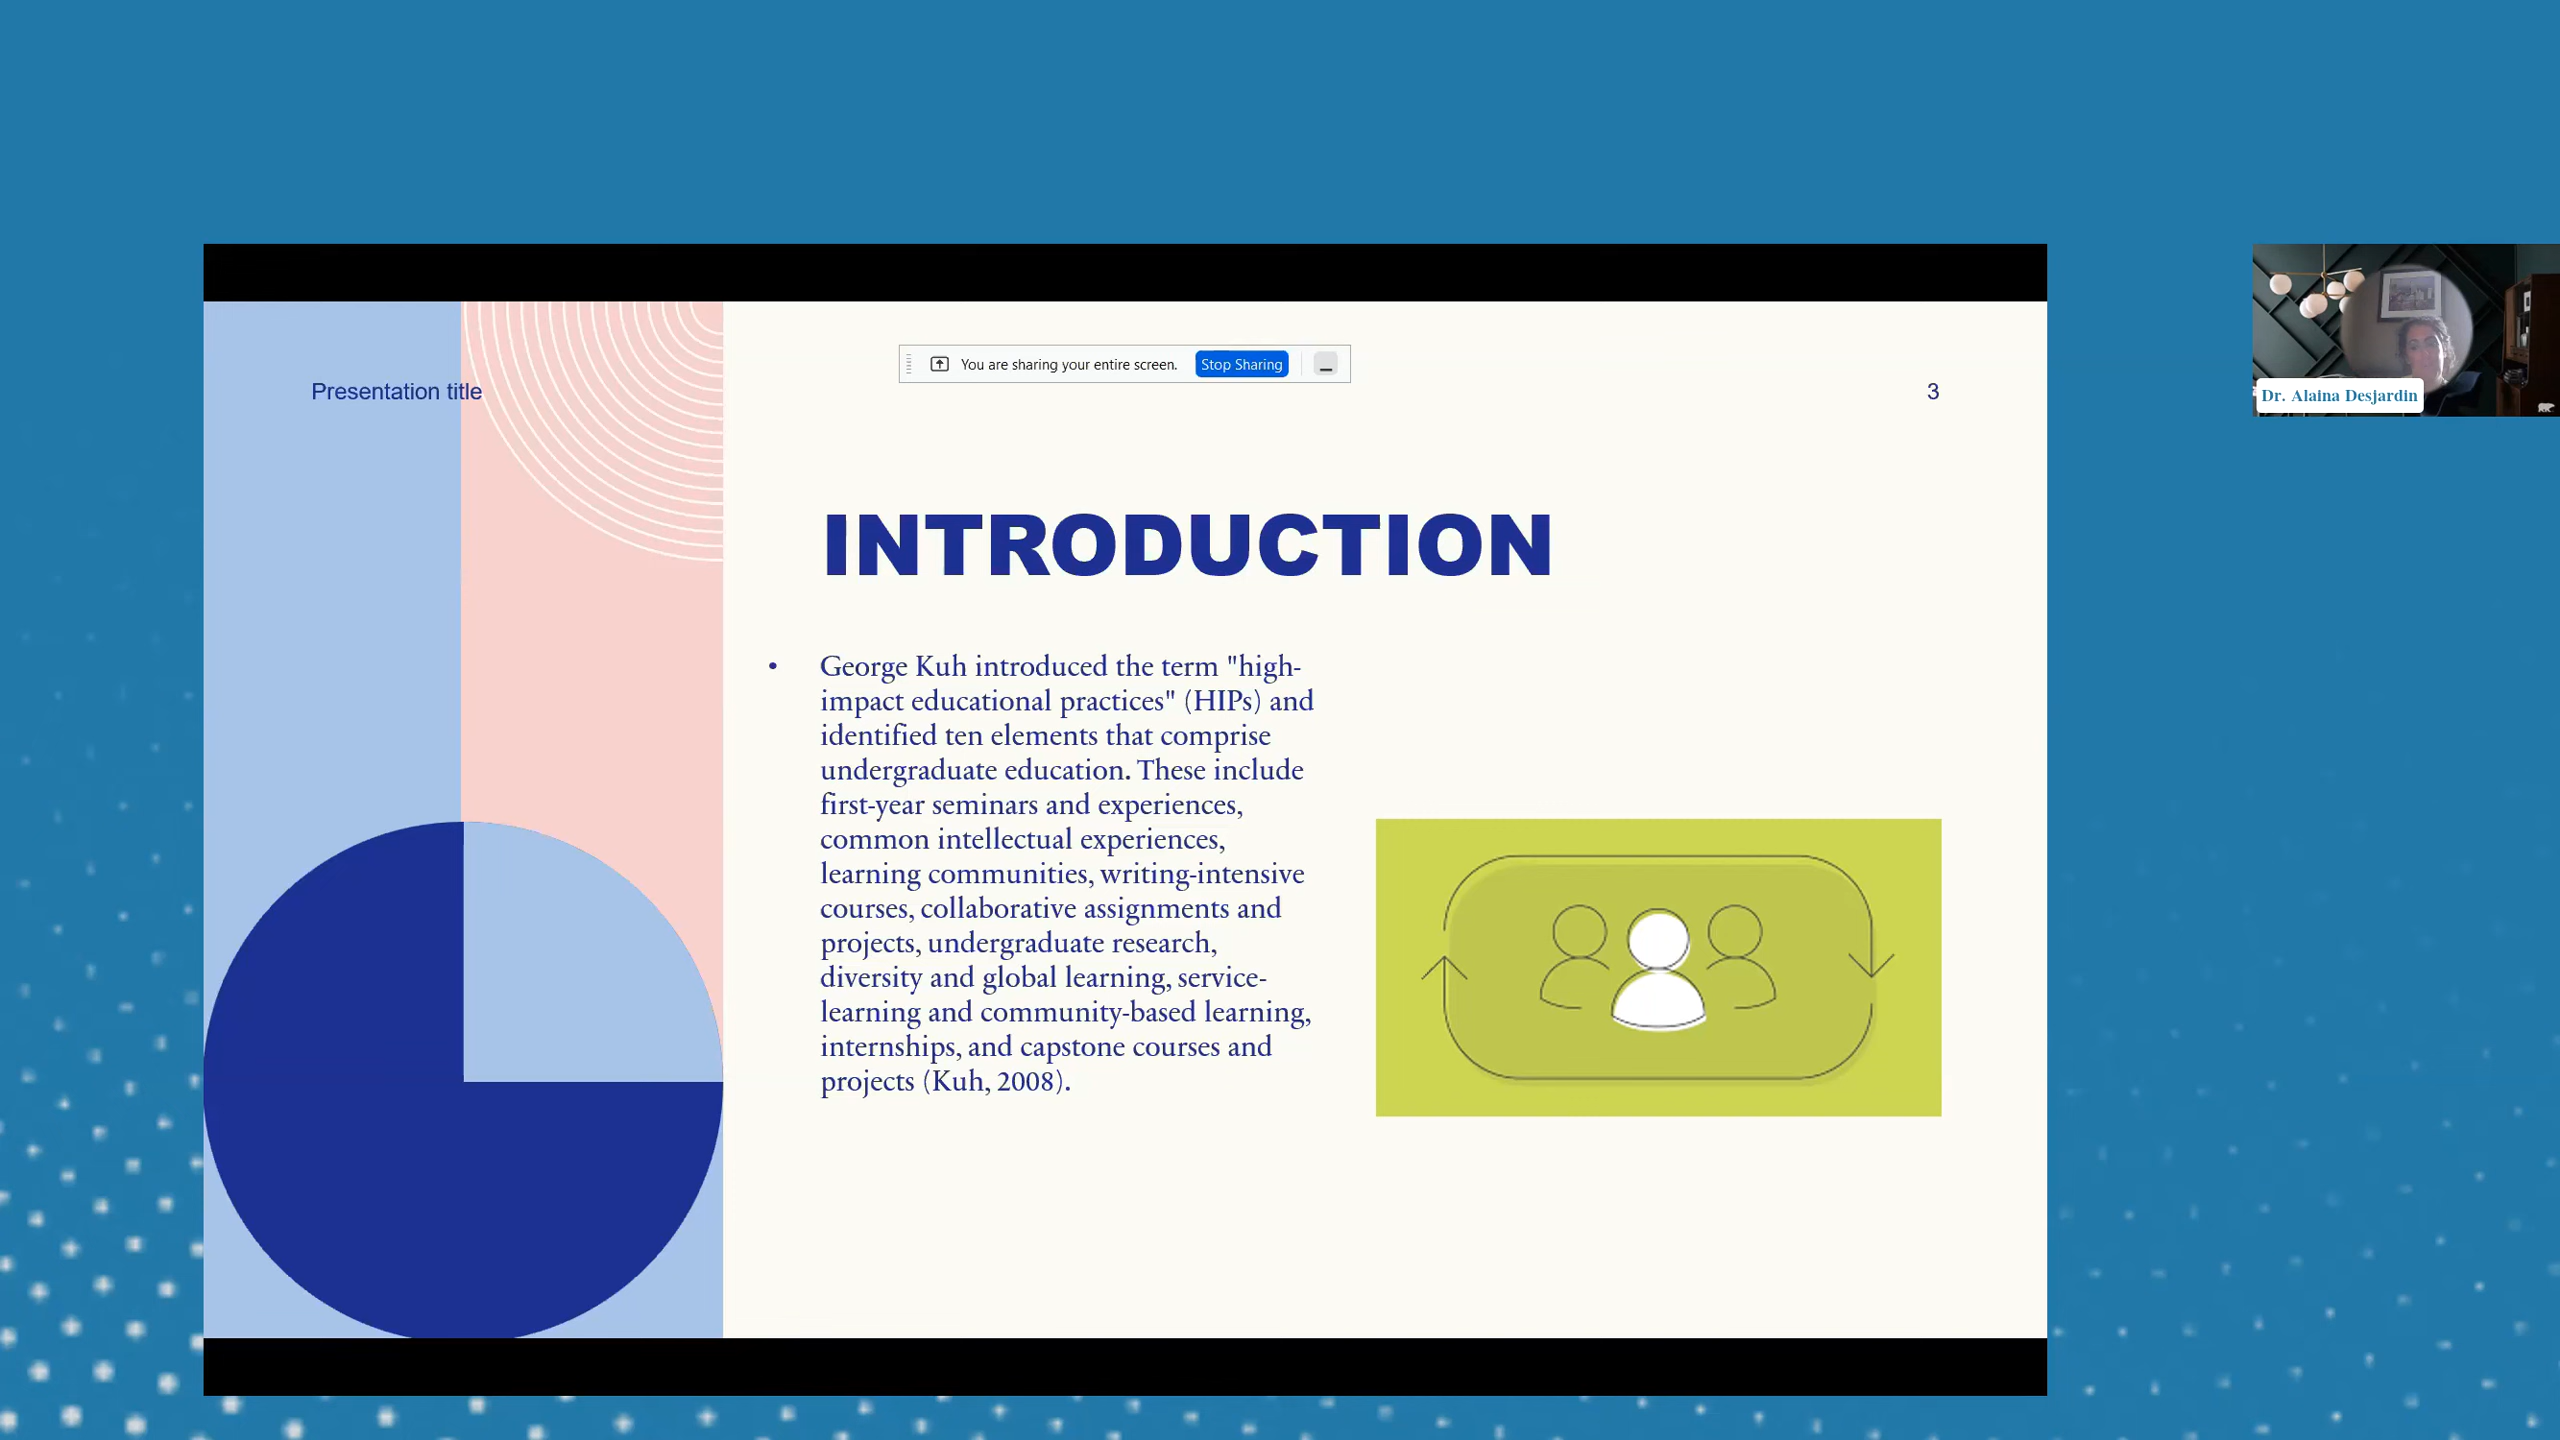 You are sharing your entire screen. Stop Sharing
Presentation title
3
Dr. Alaina Desjardin
INTRODUCTION
• George Kuh introduced the term "high-
impact educational practices" (HIPs) and
identified ten elements that comprise
undergraduate education. These include
first-year seminars and experiences,
common intellectual experiences,
learning communities, writing-intensive
courses, collaborative assignments and
projects, undergraduate research,
diversity and global learning, service-
learning and community-based learning,
internships, and capstone courses and
projects (Kuh, 2008).